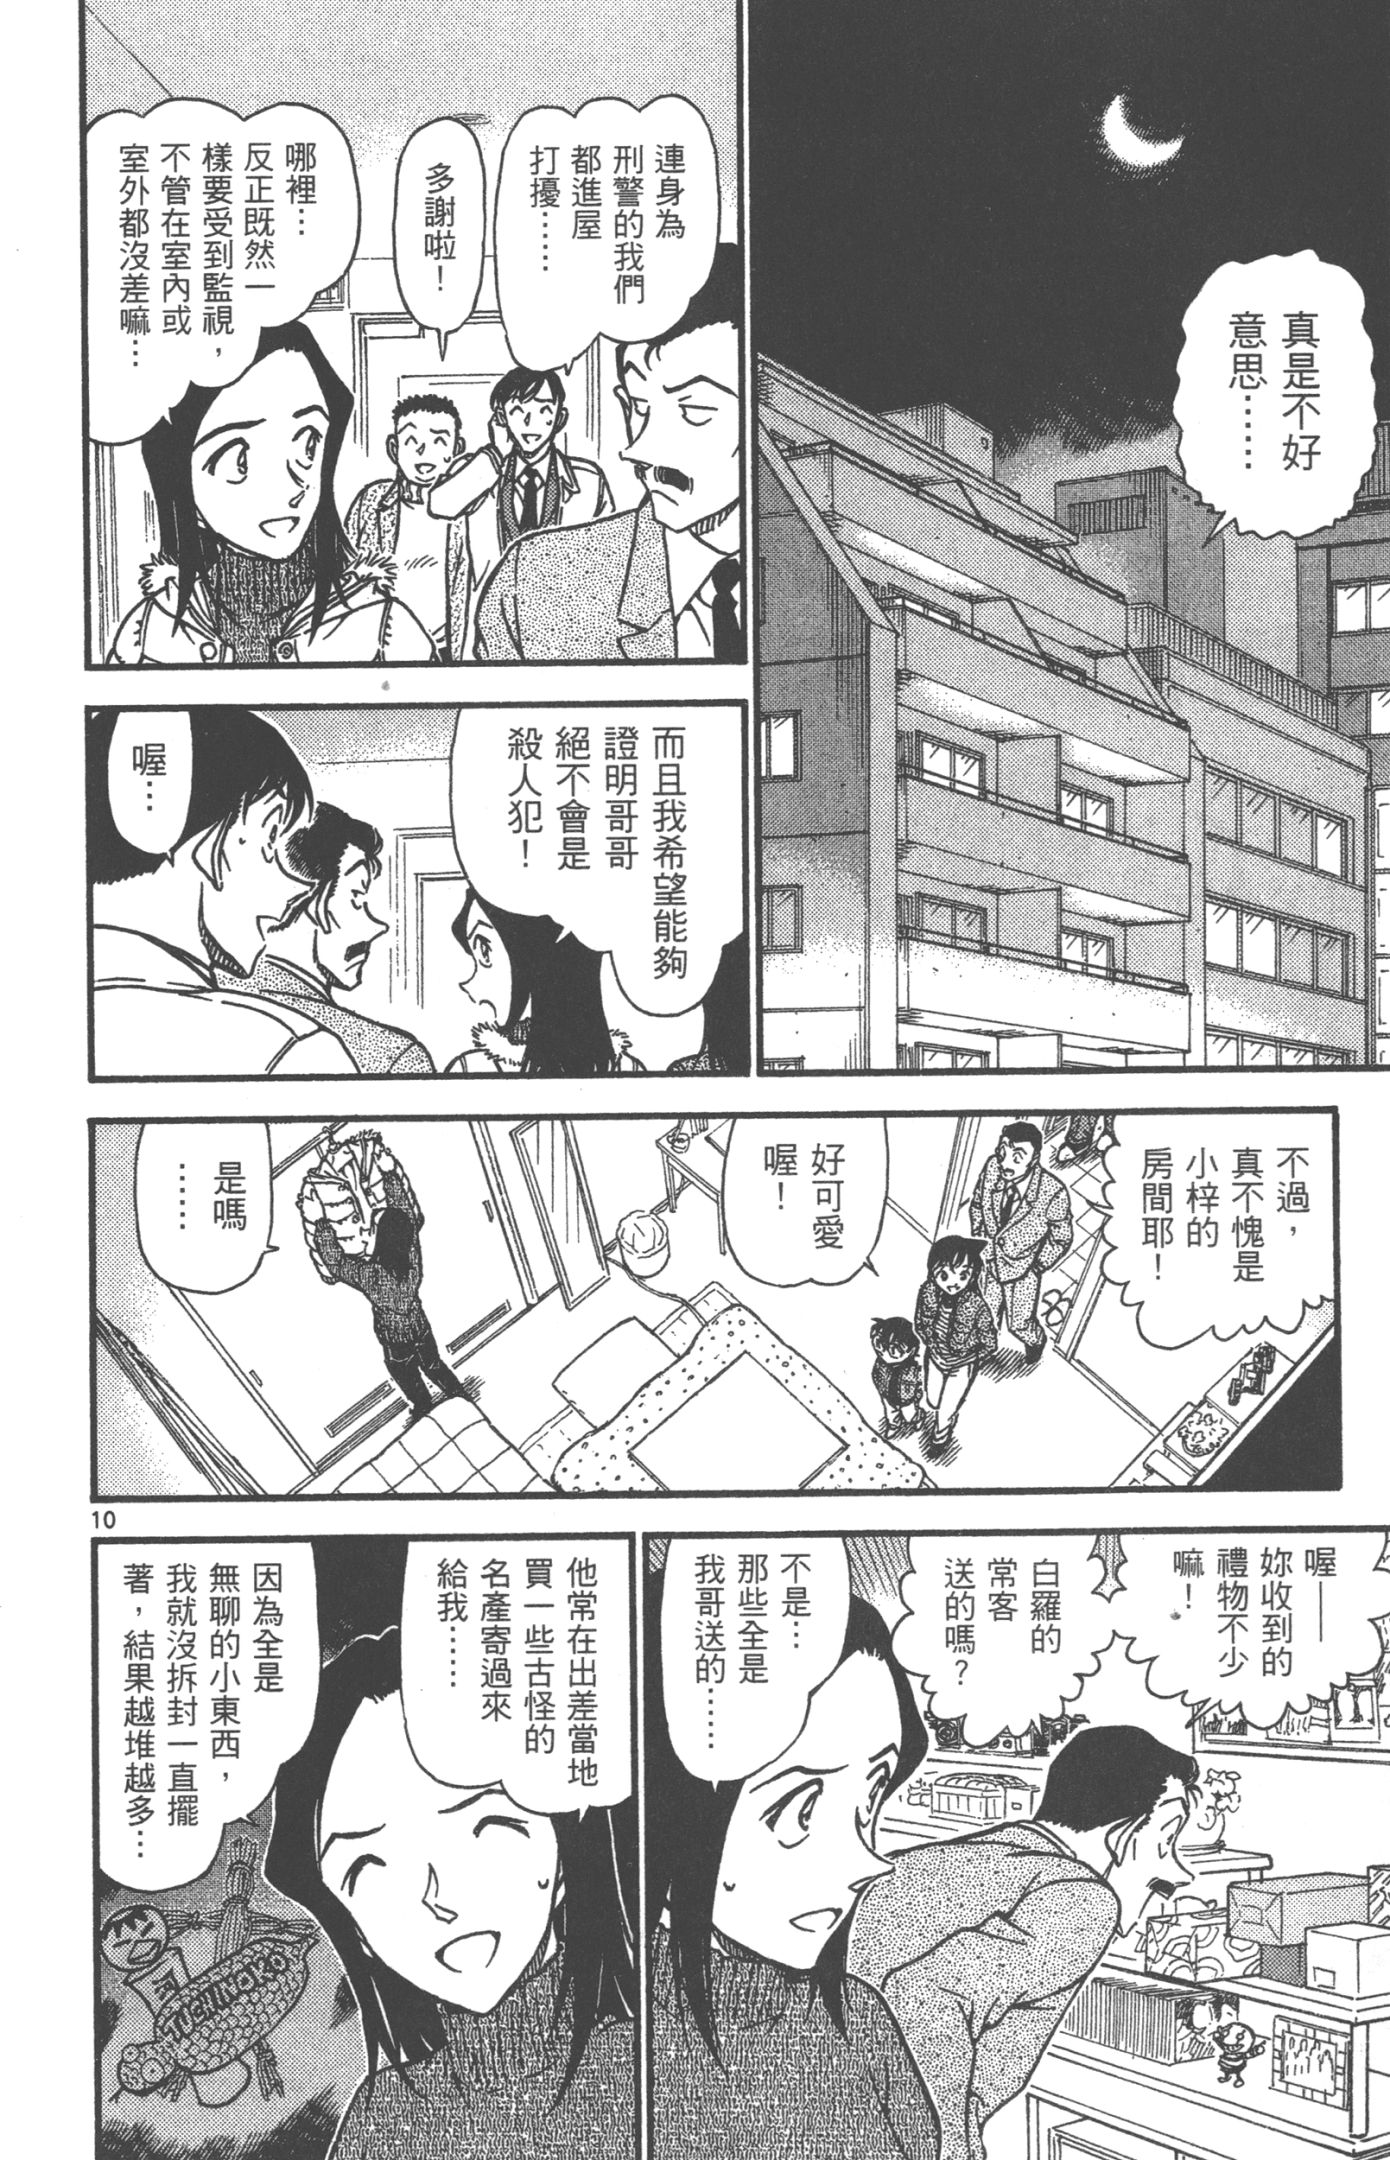 真是不好
意思……
連身為
刑警的我們
都進屋
打擾……
多謝啦！
哪裡…
反正既然一
樣要受到監視，
不管在室內或
室外都沒差嘛…
而且我希望能夠
證明哥哥
絕不會是
殺人犯！
喔…
不過，
真不愧是
小梓的
房間耶！
好可愛
喔！
是嗎
……
喔——
妳收到的
禮物不少
嘛！
白羅的
常客
送的嗎？
不是…
那些全是
我哥送的……
他常在出差當地
買一些古怪的
名產寄過來
給我……
因為全是
無聊的小東西，
我就沒拆封一直擺
著，結果越堆越多…
TUCHINOKO
10